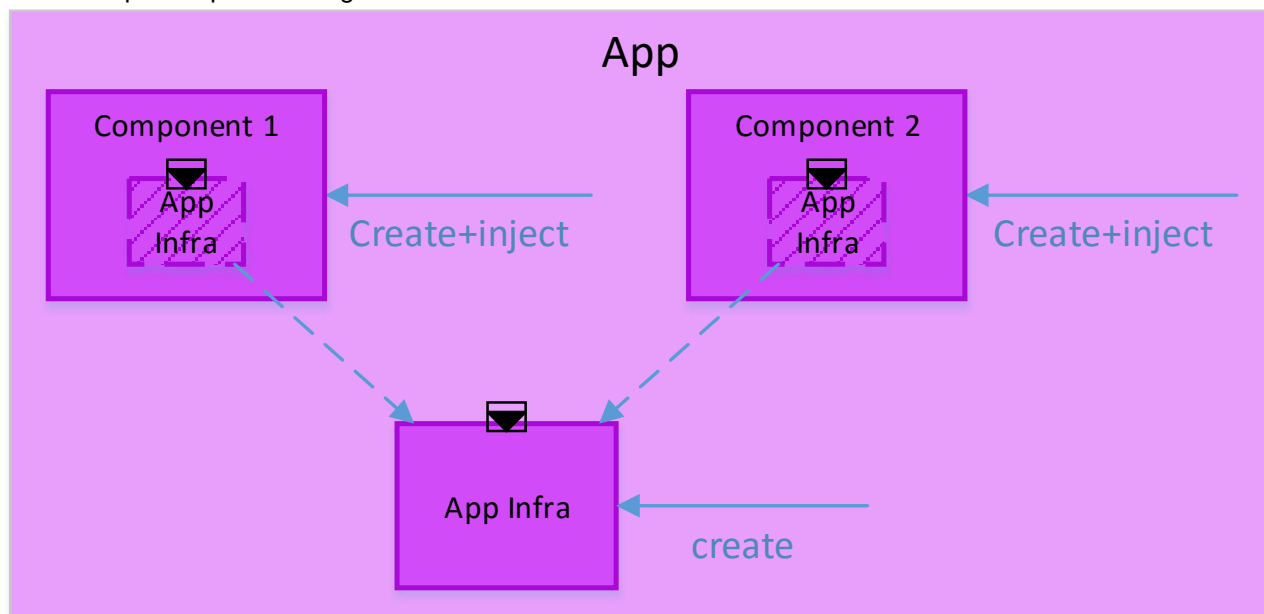 App
Component 1
Component 2
App
Infra
App
Infra
Create+inject
Create+inject
App Infra
create